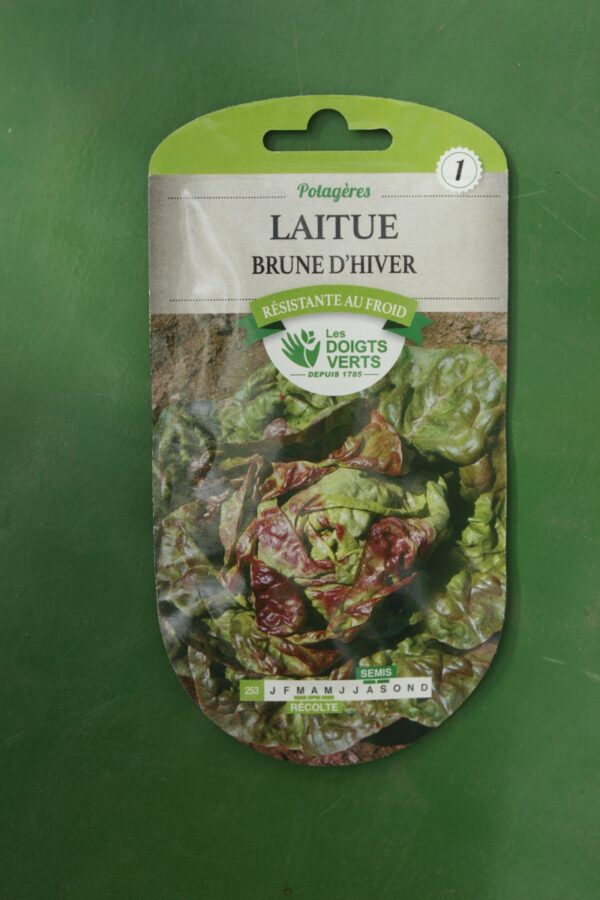 1
Potagères
LAITUE
BRUNE D'HIVER
RÉSISTANTE AU FROID
Les
DOIGTS
VERTS
DEPUIS 1785
SEMIS
253 J F M A M J J A S O N D
RÉCOLTE